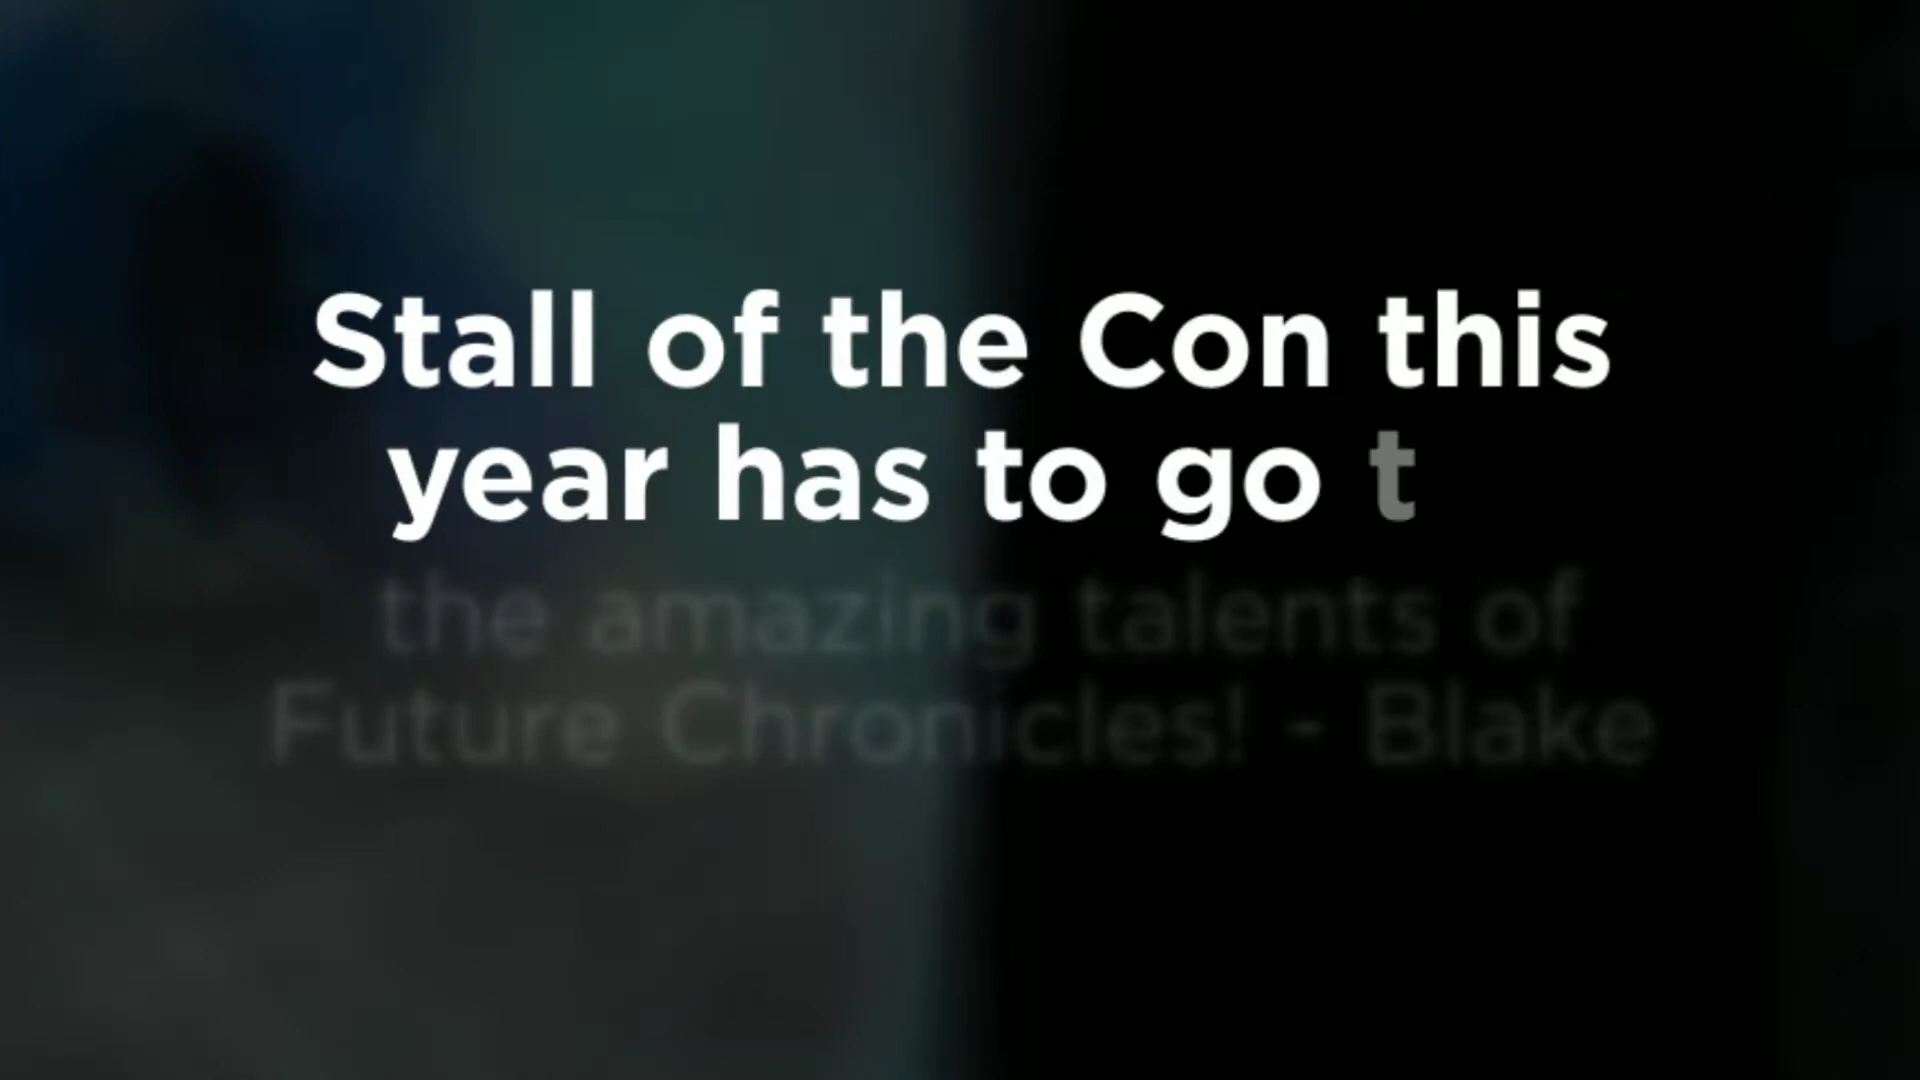 Stall of the Con this
year has to go t
the amazing talents of
Future Chronicles! - Blake